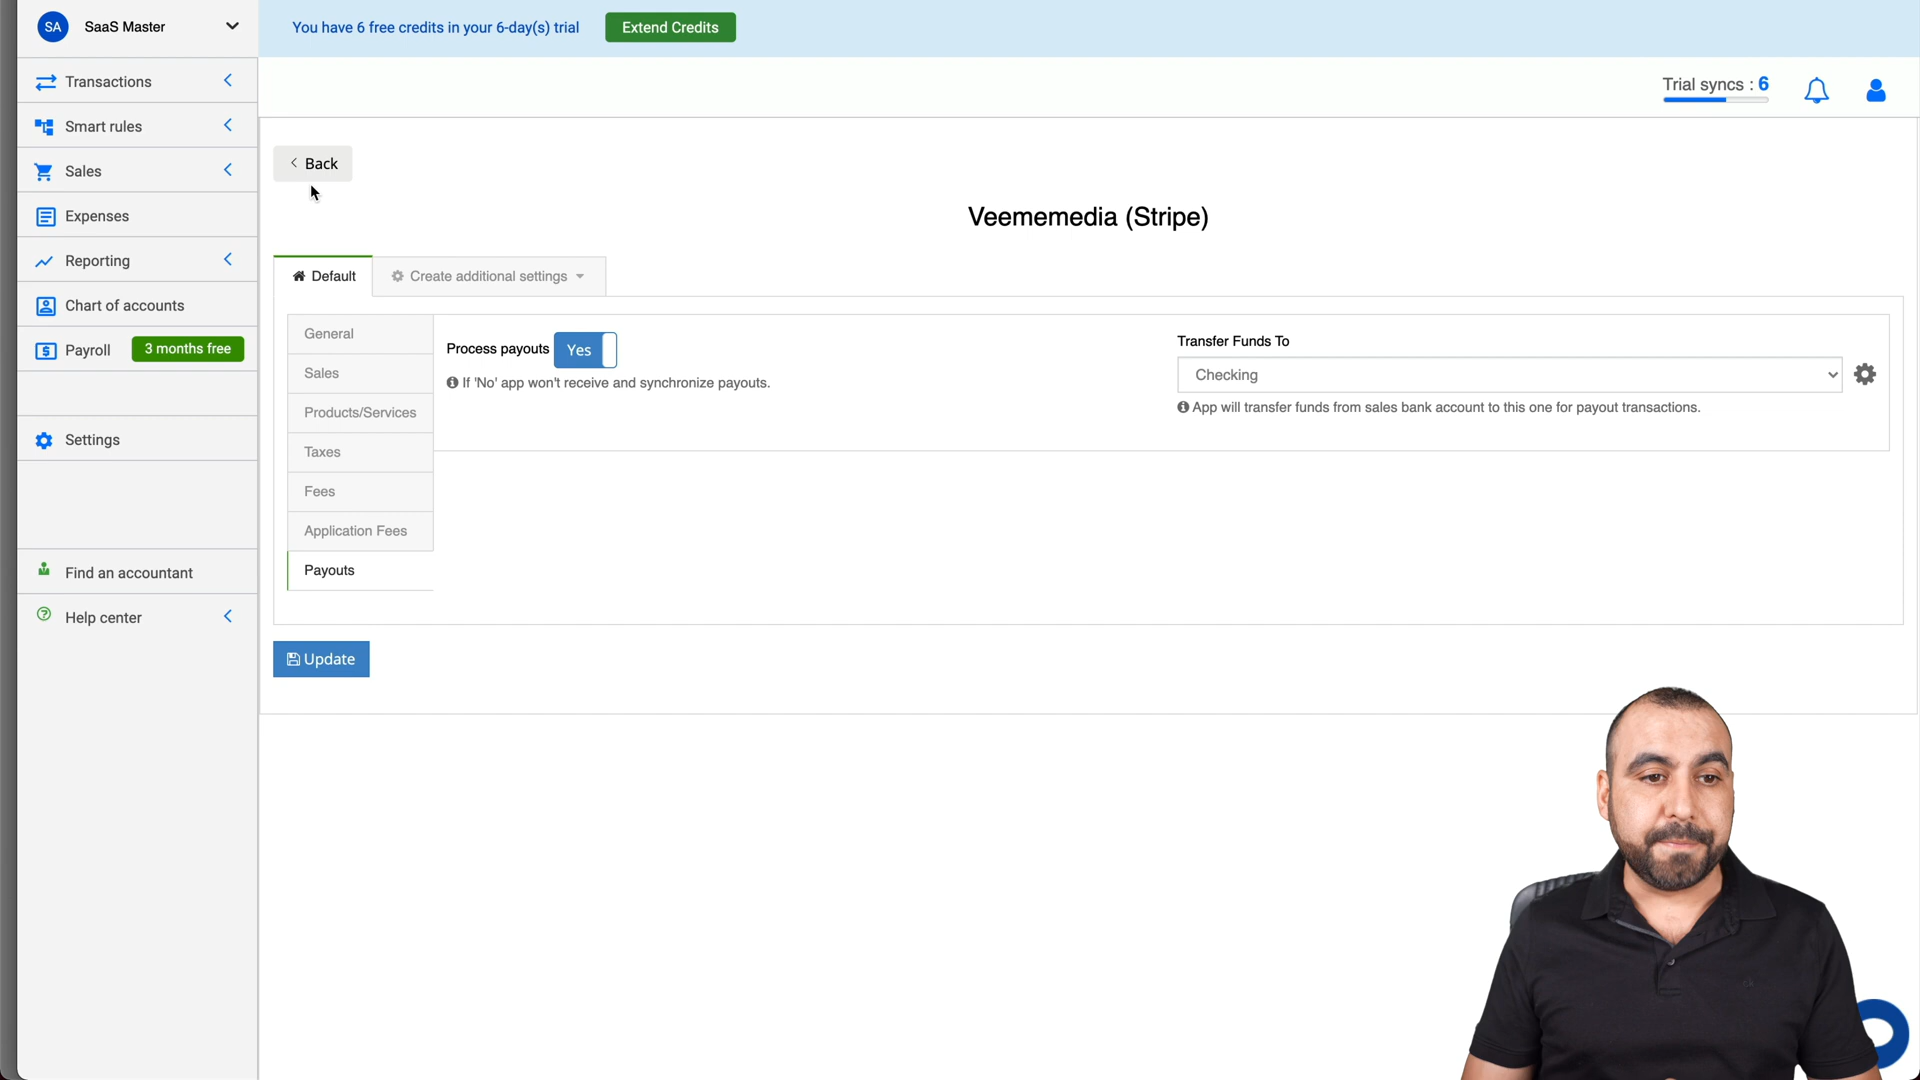 SA SaaS Master
You have 6 free credits in your 6-day(s) trial
Extend Credits
Transactions
Smart rules
Sales
Expenses
Reporting
Chart of accounts
Payroll 3 months free
Settings
Find an accountant
Help center
Trial syncs : 6
Back
Veememedia (Stripe)
Default
Create additional settings
General
Sales
Products/Services
Taxes
Fees
Application Fees
Payouts
Process payouts Yes
If 'No' app won't receive and synchronize payouts.
Transfer Funds To
Checking
App will transfer funds from sales bank account to this one for payout transactions.
Update